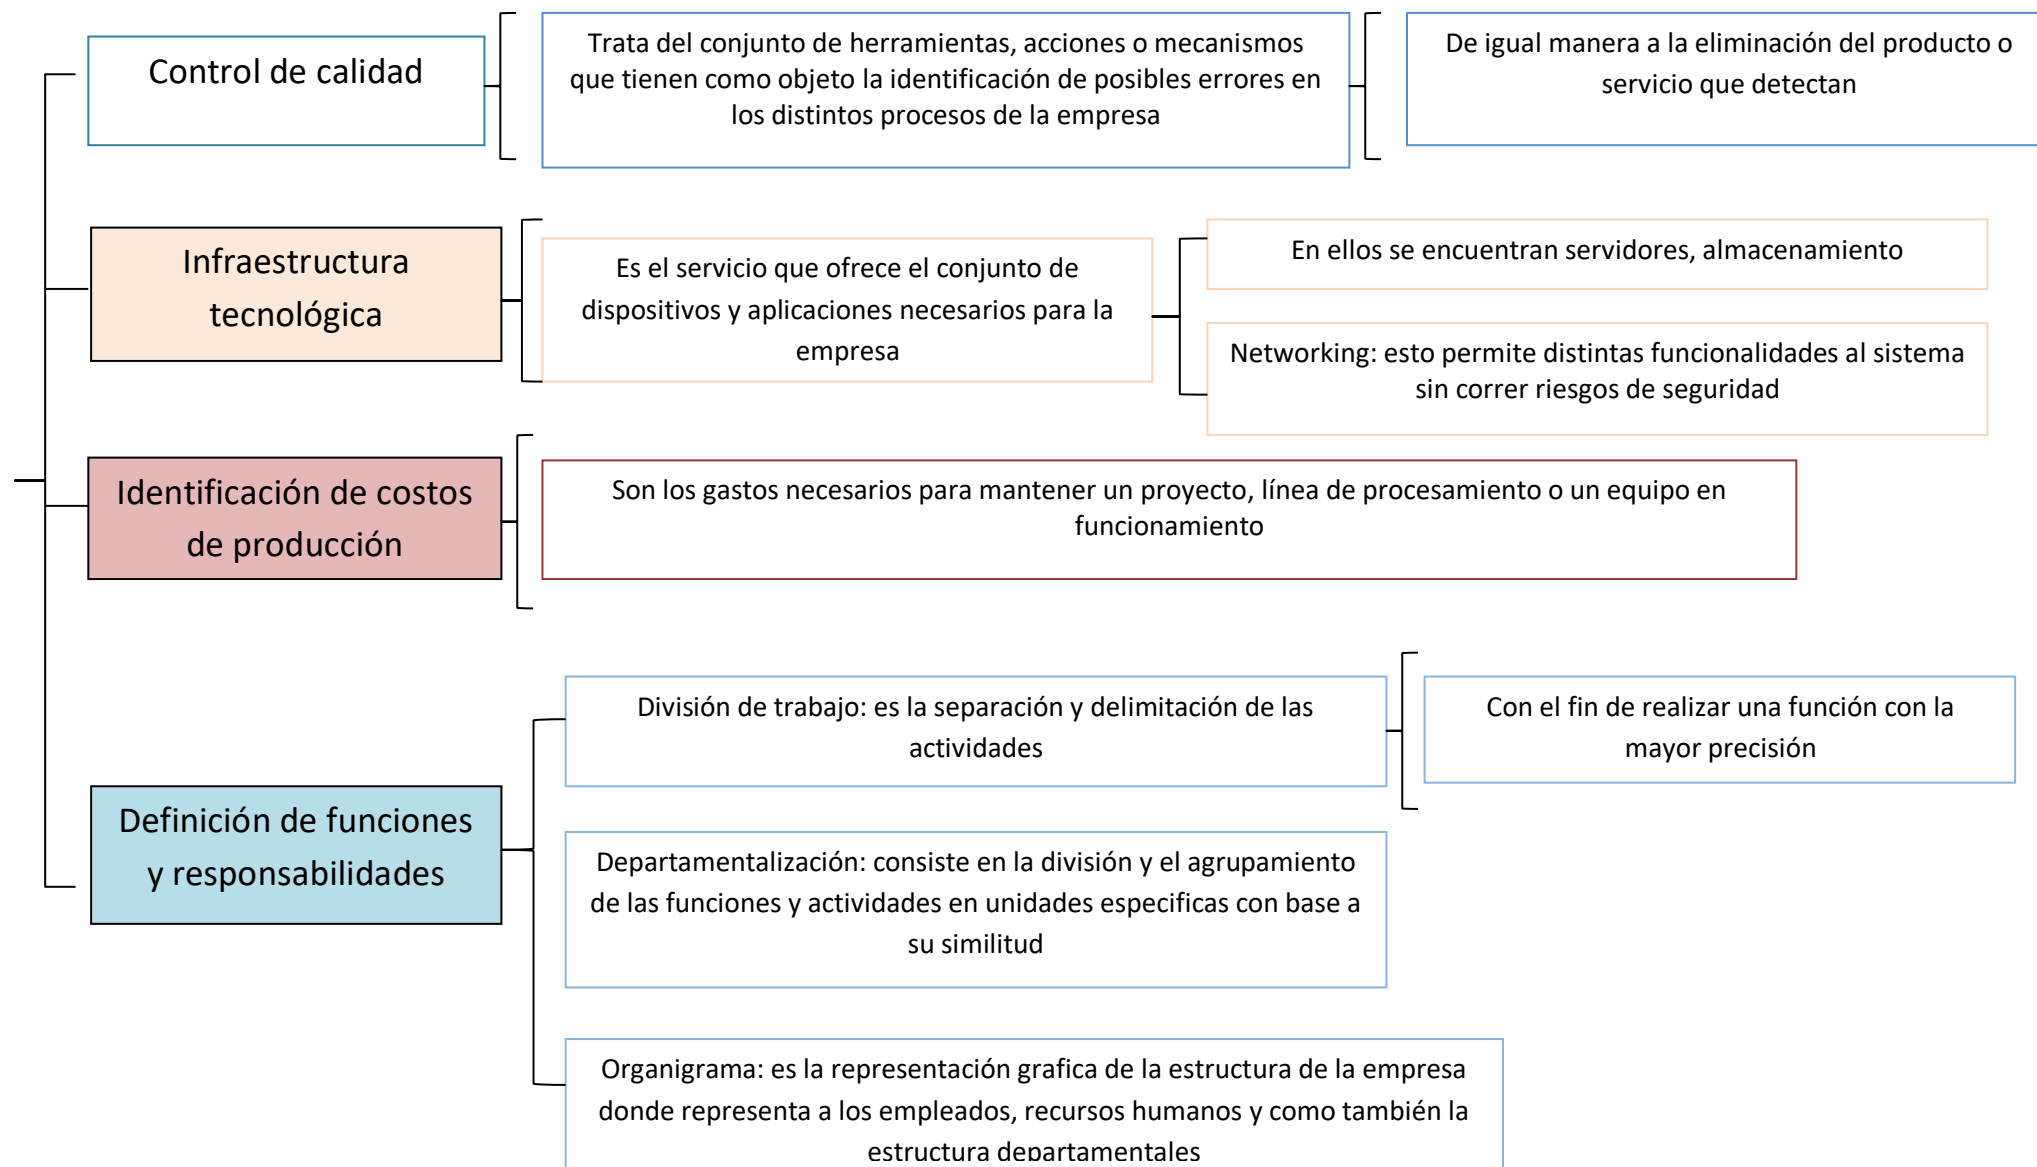 Control de calidad
Trata del conjunto de herramientas, acciones o mecanismos
que tienen como objeto la identificación de posibles errores en
los distintos procesos de la empresa
De igual manera a la eliminación del producto o
servicio que detectan
Infraestructura
tecnológica
Es el servicio que ofrece el conjunto de
dispositivos y aplicaciones necesarios para la
empresa
En ellos se encuentran servidores, almacenamiento
Networking: esto permite distintas funcionalidades al sistema
sin correr riesgos de seguridad
Identificación de costos
de producción
Son los gastos necesarios para mantener un proyecto, línea de procesamiento o un equipo en
funcionamiento
Definición de funciones
y responsabilidades
División de trabajo: es la separación y delimitación de las
actividades
Con el fin de realizar una función con la
mayor precisión
Departamentalización: consiste en la división y el agrupamiento
de las funciones y actividades en unidades especificas con base a
su similitud
Organigrama: es la representación grafica de la estructura de la empresa
donde representa a los empleados, recursos humanos y como también la
estructura departamentales